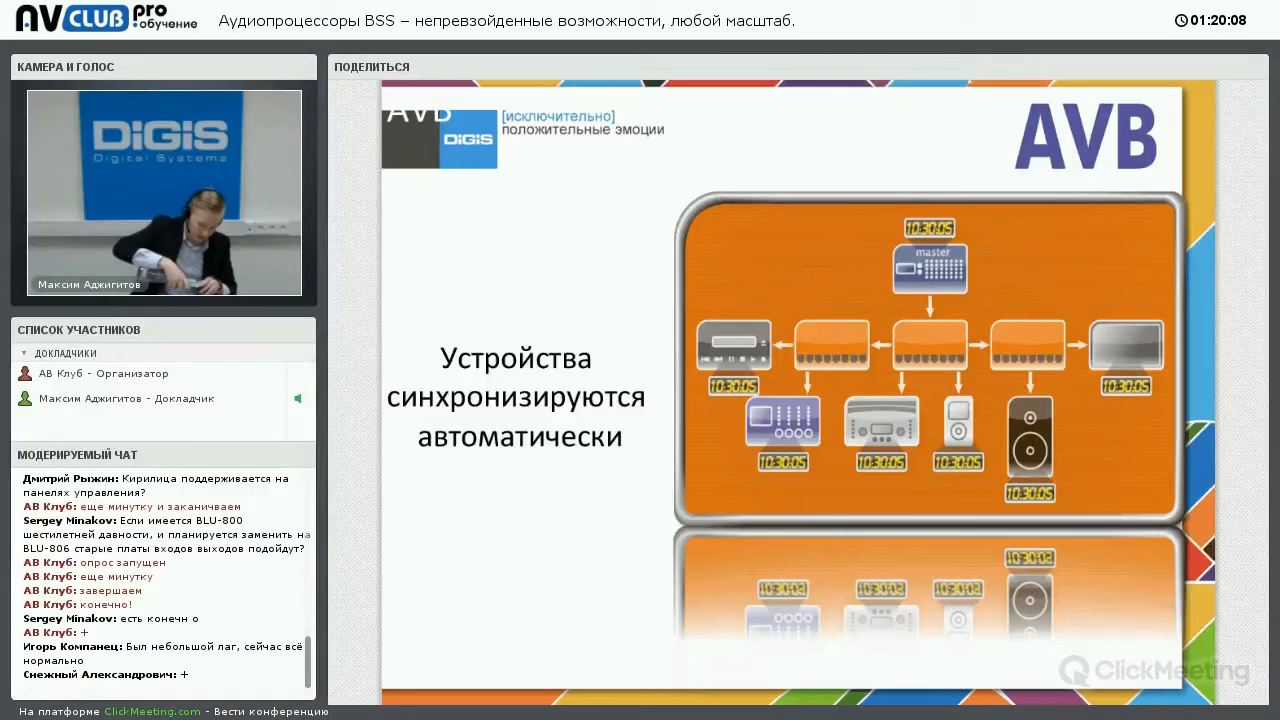 AV CLUB pro :обучение
Аудиопроцессоры BSS – непревзойденные возможности, любой масштаб.
01:20:08
КАМЕРА И ГОЛОС
DIGIS
Digital Systems
Максим Аджигитов
СПИСОК УЧАСТНИКОВ
ДОКЛАДЧИКИ
АВ Клуб - Организатор
Максим Аджигитов - Докладчик
МОДЕРИРУЕМЫЙ ЧАТ
Дмитрий Рыжин: Кирилица поддерживается на
панелях управления?
АВ Клуб: еще минутку и заканичваем
Sergey Minakov: Если имеется BLU-800
шестилетней давности, и планируется заменить на
BLU-806 старые платы входов выходов подойдут?
АВ Клуб: опрос запущен
АВ Клуб: еще минутку
АВ Клуб: завершаем
АВ Клуб: конечно!
Sergey Minakov: есть конечн о
АВ Клуб: +
Игорь Компанец: Был небольшой лаг, сейчас всё
нормально
Снежный Александрович: +
ПОДЕЛИТЬСЯ
AVB
DIGIS
[исключительно]
положительные эмоции
AVB
Устройства
синхронизируются
автоматически
10:30:05
master
10:30:05
10:30:05
10:30:05
10:30:05
10:30:05
10:30:05
ClickMeeting
На платформе ClickMeeting.com - Вести конференцию